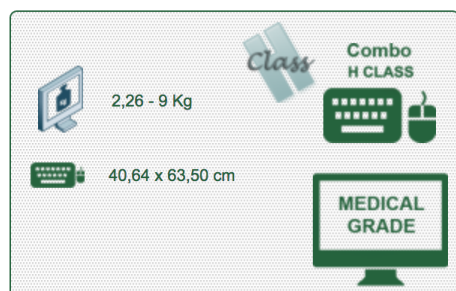 Class
Combo
H CLASS
2,26 - 9 Kg
40,64 x 63,50 cm
MEDICAL
GRADE